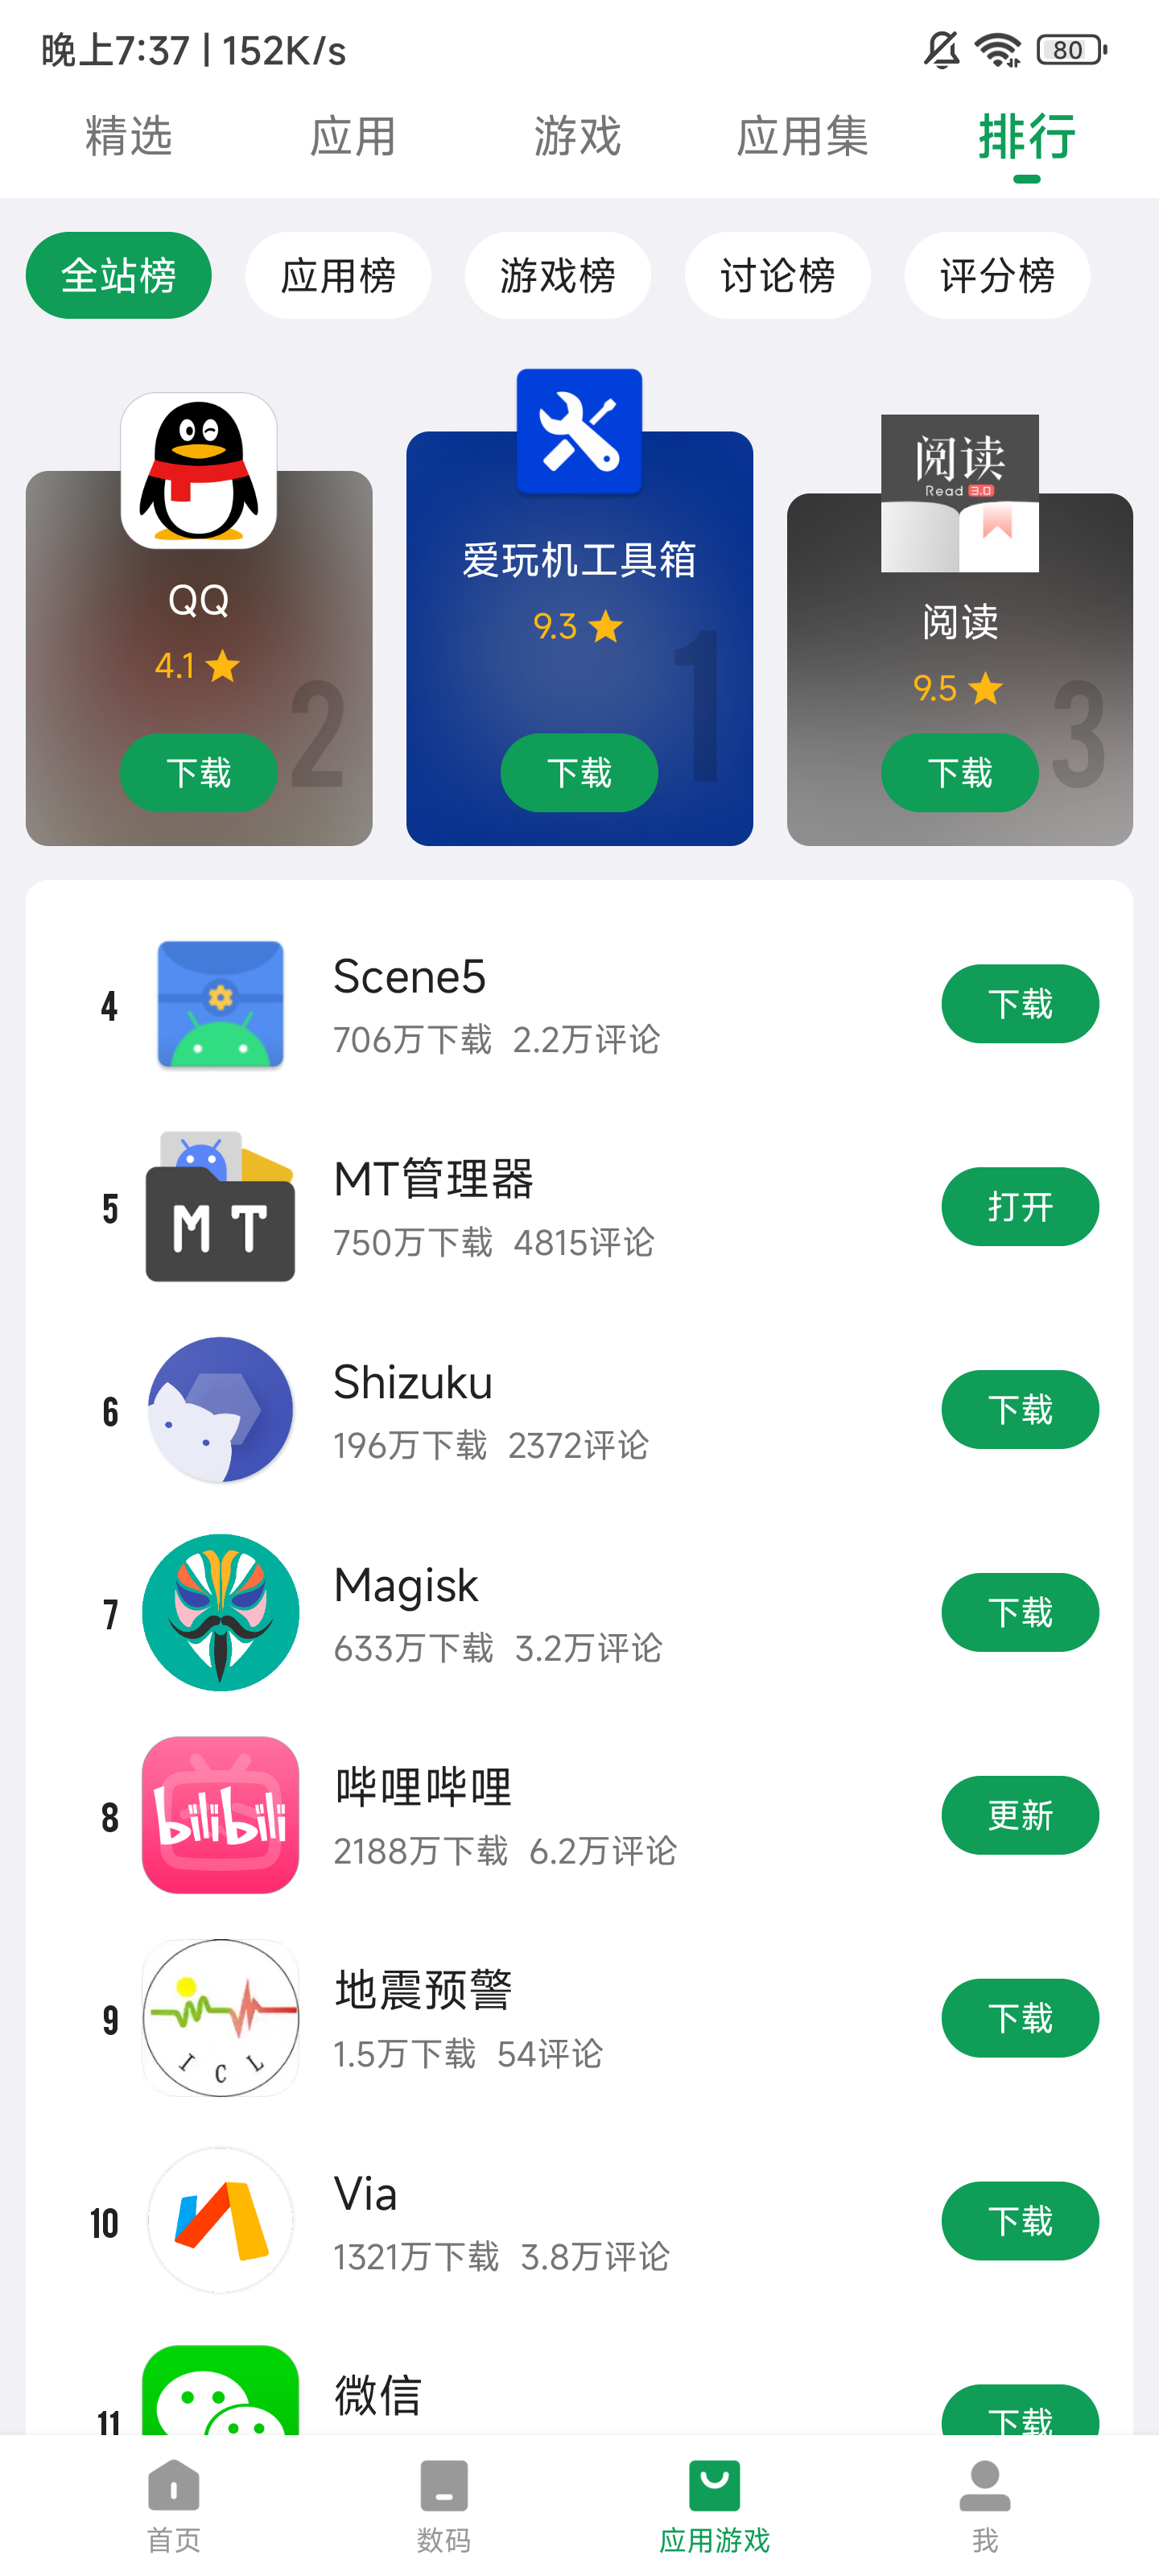 晚上7:37 | 152K/s
80
精选 应用 游戏 应用集 排行
全站榜 应用榜 游戏榜 讨论榜 评分榜
QQ
4.1
2
下载
爱玩机工具箱
9.3
1
下载
阅读
Read 3.0
阅读
9.5
3
下载
4
Scene5
706万下载 2.2万评论
下载
5
MT
MT管理器
750万下载 4815评论
打开
6
Shizuku
196万下载 2372评论
下载
7
Magisk
633万下载 3.2万评论
下载
8
bilibili
哔哩哔哩
2188万下载 6.2万评论
更新
9
I C L
地震预警
1.5万下载 54评论
下载
10
Via
1321万下载 3.8万评论
下载
11
微信
下载
首页 数码 应用游戏 我